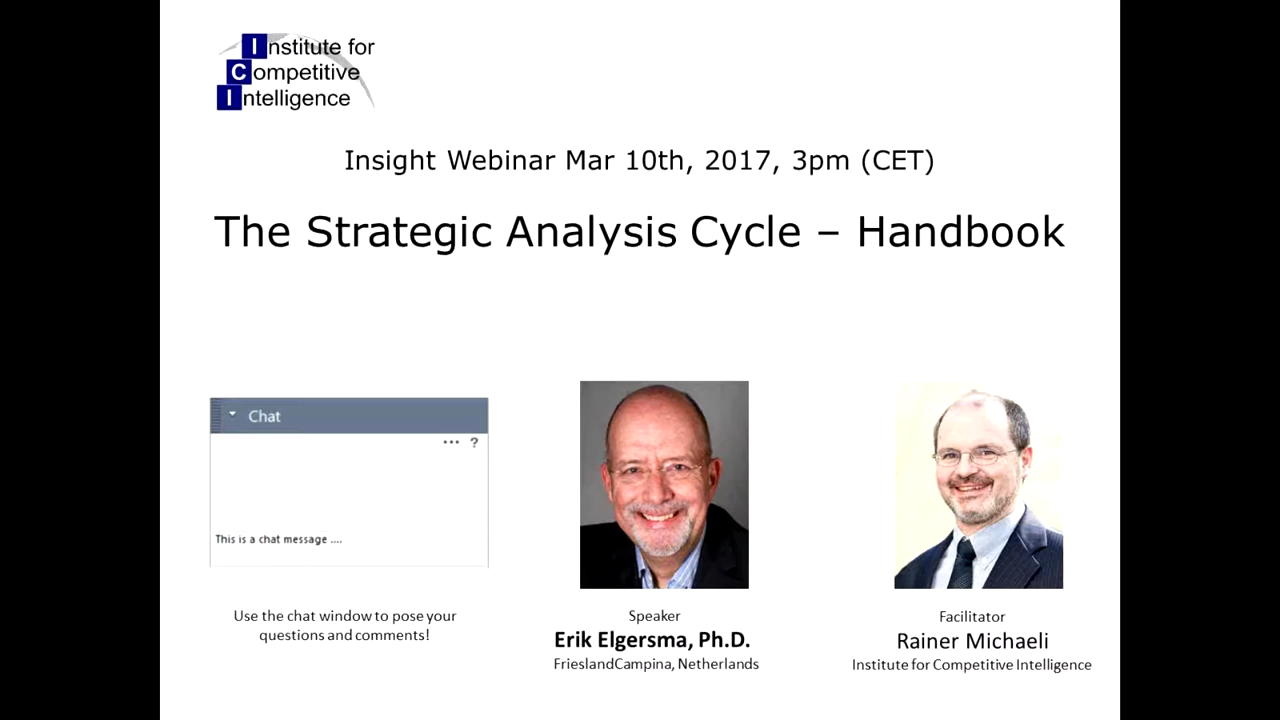 Institute for
Competitive
Intelligence
Insight Webinar Mar 10th, 2017, 3pm (CET)
The Strategic Analysis Cycle – Handbook
Chat
... ?
This is a chat message ....
Use the chat window to pose your
questions and comments!
Speaker
Erik Elgersma, Ph.D.
FrieslandCampina, Netherlands
Facilitator
Rainer Michaeli
Institute for Competitive Intelligence